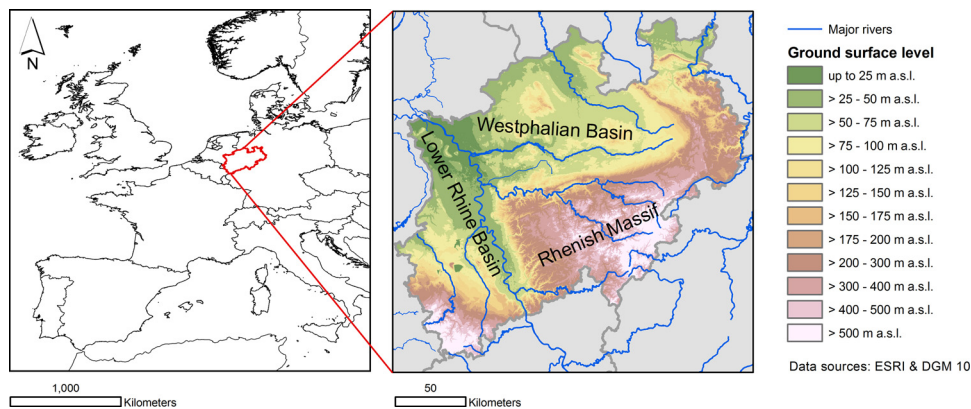 N
Westphalian Basin
Lower Rhine Basin
Rhenish Massif
1,000
Kilometers
50
Kilometers
Major rivers
Ground surface level
up to 25 m a.s.l.
> 25 - 50 m a.s.l.
> 50 - 75 m a.s.l.
> 75 - 100 m a.s.l.
> 100 - 125 m a.s.l.
> 125 - 150 m a.s.l.
> 150 - 175 m a.s.l.
> 175 - 200 m a.s.l.
> 200 - 300 m a.s.l.
> 300 - 400 m a.s.l.
> 400 - 500 m a.s.l.
> 500 m a.s.l.
Data sources: ESRI & DGM 10